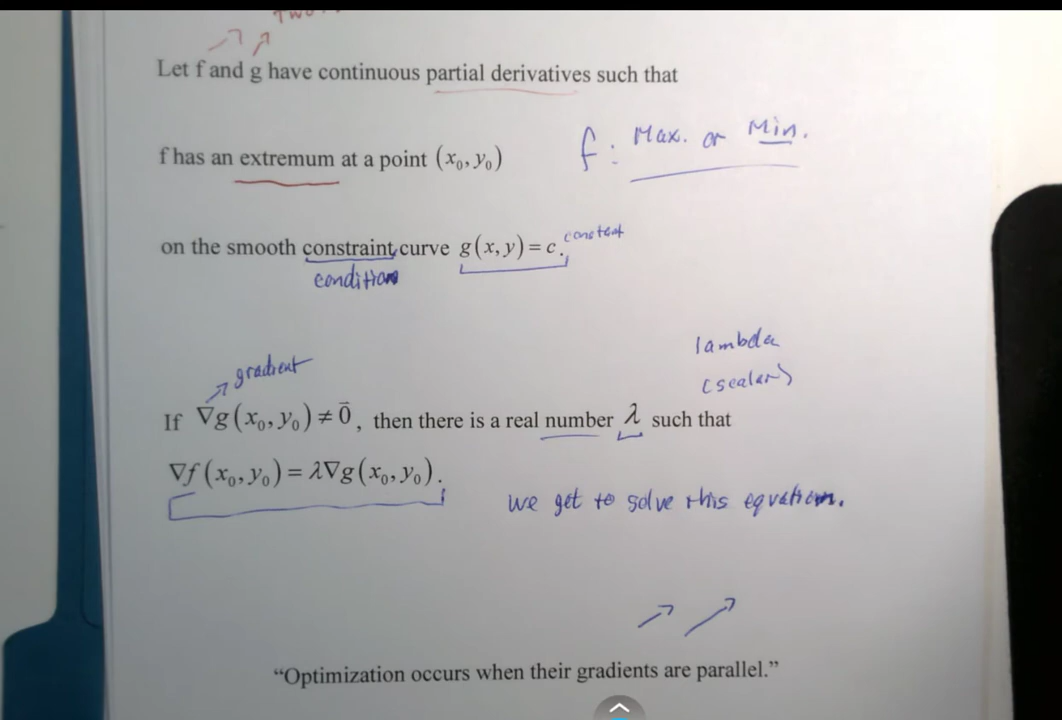 Let f and g have continuous partial derivatives such that
f has an extremum at a point (x₀, y₀)
f : Max. or Min.
on the smooth constraint curve g(x, y) = c.
constant
condition
gradient
lambda
(scalar)
If ∇g(x₀, y₀) ≠ 0⃗, then there is a real number λ such that
∇f(x₀, y₀) = λ∇g(x₀, y₀).
we get to solve this equation.
“Optimization occurs when their gradients are parallel.”